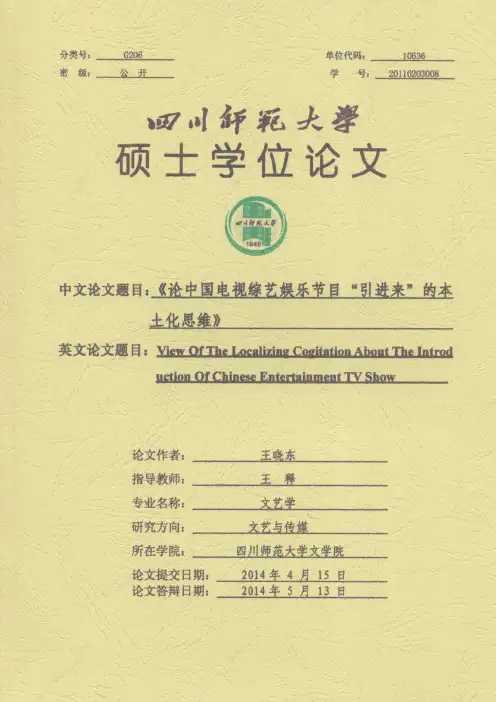 分类号: G206 单位代码: 10636
密 级: 公 开 学 号: 20110203008
四川师范大学
硕士学位论文
四川师范大学
1946
中文论文题目:《论中国电视综艺娱乐节目“引进来”的本
土化思维》
英文论文题目: View Of The Localizing Cogitation About The Introd
uction Of Chinese Entertainment TV Show
论文作者: 王晓东
指导教师: 王 释
专业名称: 文艺学
研究方向: 文艺与传媒
所在学院: 四川师范大学文学院
论文提交日期: 2014 年 4 月 15 日
论文答辩日期: 2014 年 5 月 13 日